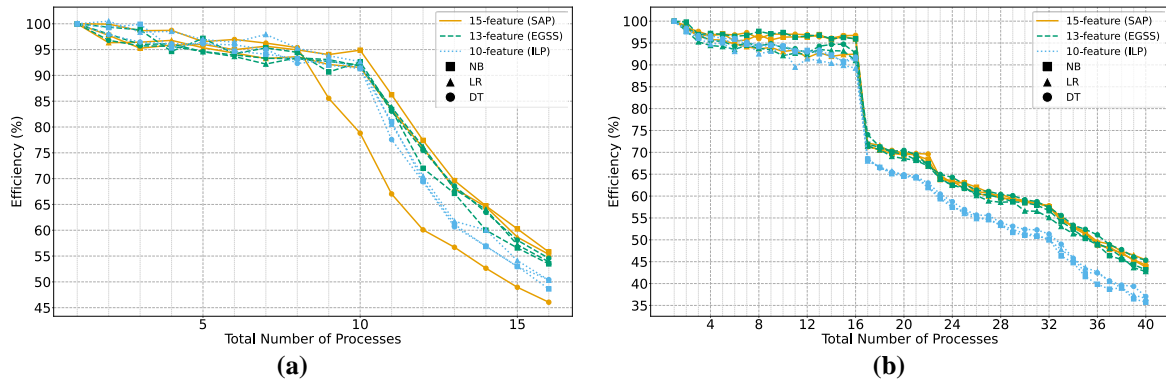 100
95
90
85
80
75
70
65
60
55
50
45
Efficiency (%)
15-feature (SAP)
13-feature (EGSS)
10-feature (ILP)
NB
LR
DT
5
10
15
Total Number of Processes
(a)
100
95
90
85
80
75
70
65
60
55
50
45
40
35
Efficiency (%)
15-feature (SAP)
13-feature (EGSS)
10-feature (ILP)
NB
LR
DT
4
8
12
16
20
24
28
32
36
40
Total Number of Processes
(b)